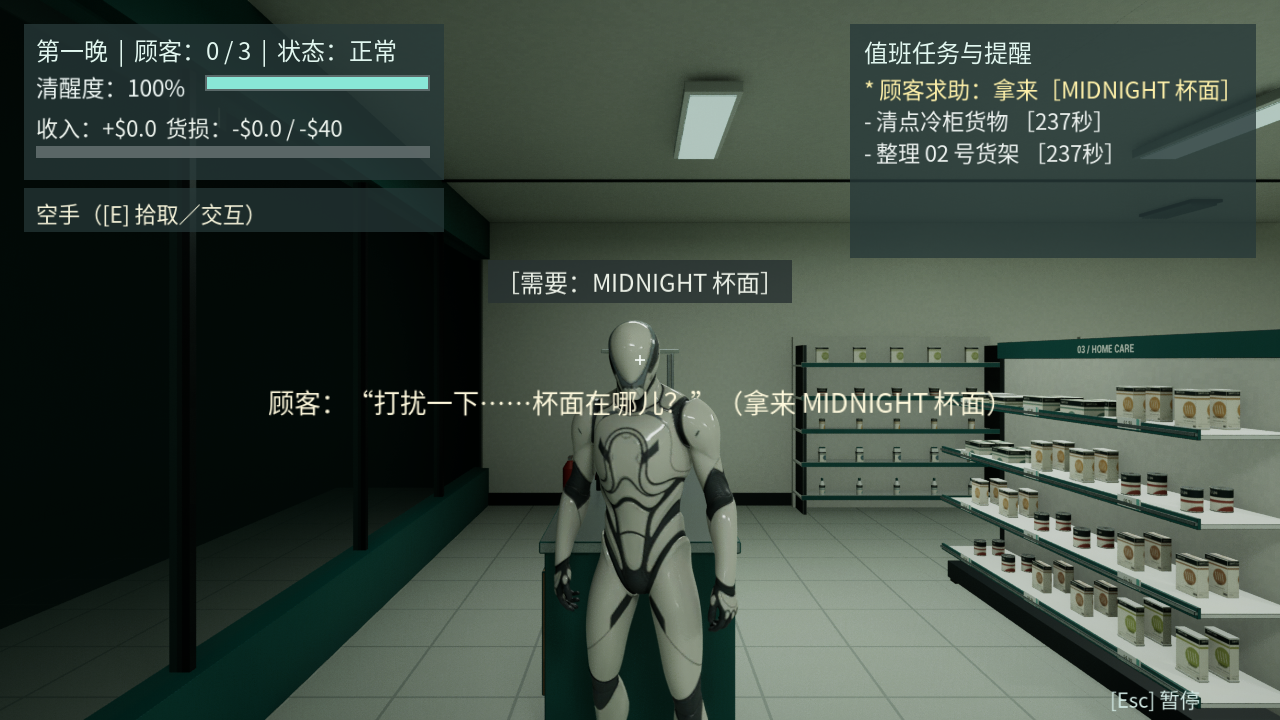 第一晚 | 顾客：0 / 3 | 状态：正常
清醒度：100%
收入：+$0.0 货损：-$0.0 / -$40
空手（[E] 拾取／交互）
值班任务与提醒
* 顾客求助：拿来［MIDNIGHT 杯面］
- 清点冷柜货物 ［237秒］
- 整理 02 号货架 ［237秒］
［需要：MIDNIGHT 杯面］
03 / HOME CARE
顾客：“打扰一下……杯面在哪儿？”（拿来 MIDNIGHT 杯面）
[Esc] 暂停